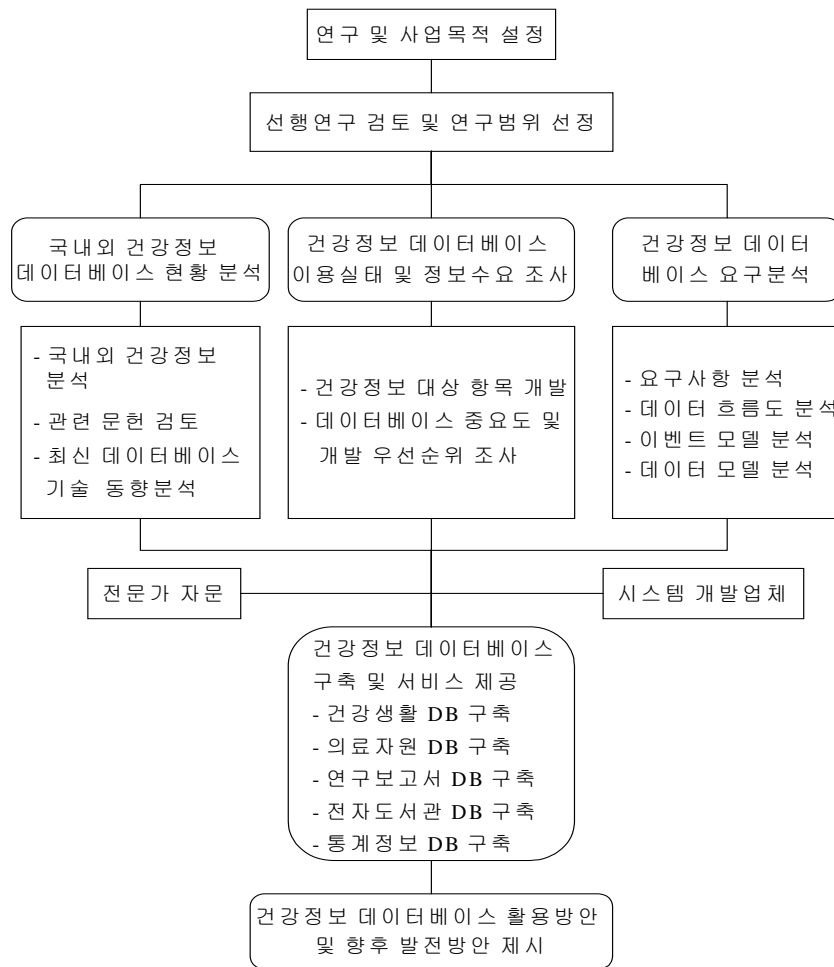 연구 및 사업목적 설정
선행연구 검토 및 연구범위 선정
국내외 건강정보
데이터베이스 현황 분석
건강정보 데이터베이스
이용실태 및 정보수요 조사
건강정보 데이터
베이스 요구분석
- 국내외 건강정보
분석
- 관련 문헌 검토
- 최신 데이터베이스
기술 동향분석
- 건강정보 대상 항목 개발
- 데이터베이스 중요도 및
개발 우선순위 조사
- 요구사항 분석
- 데이터 흐름도 분석
- 이벤트 모델 분석
- 데이터 모델 분석
전문가 자문
시스템 개발업체
건강정보 데이터베이스
구축 및 서비스 제공
- 건강생활 DB 구축
- 의료자원 DB 구축
- 연구보고서 DB 구축
- 전자도서관 DB 구축
- 통계정보 DB 구축
건강정보 데이터베이스 활용방안
및 향후 발전방안 제시